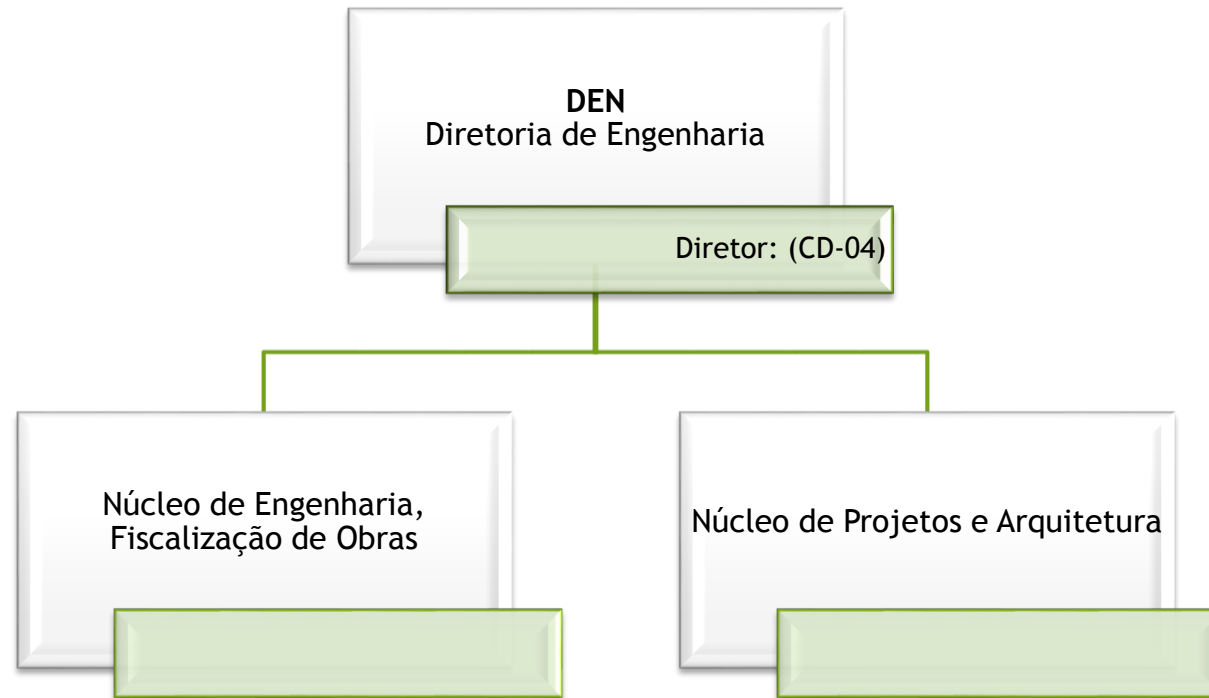 DEN
Diretoria de Engenharia
Diretor: (CD-04)
Núcleo de Engenharia,
Fiscalização de Obras
Núcleo de Projetos e Arquitetura